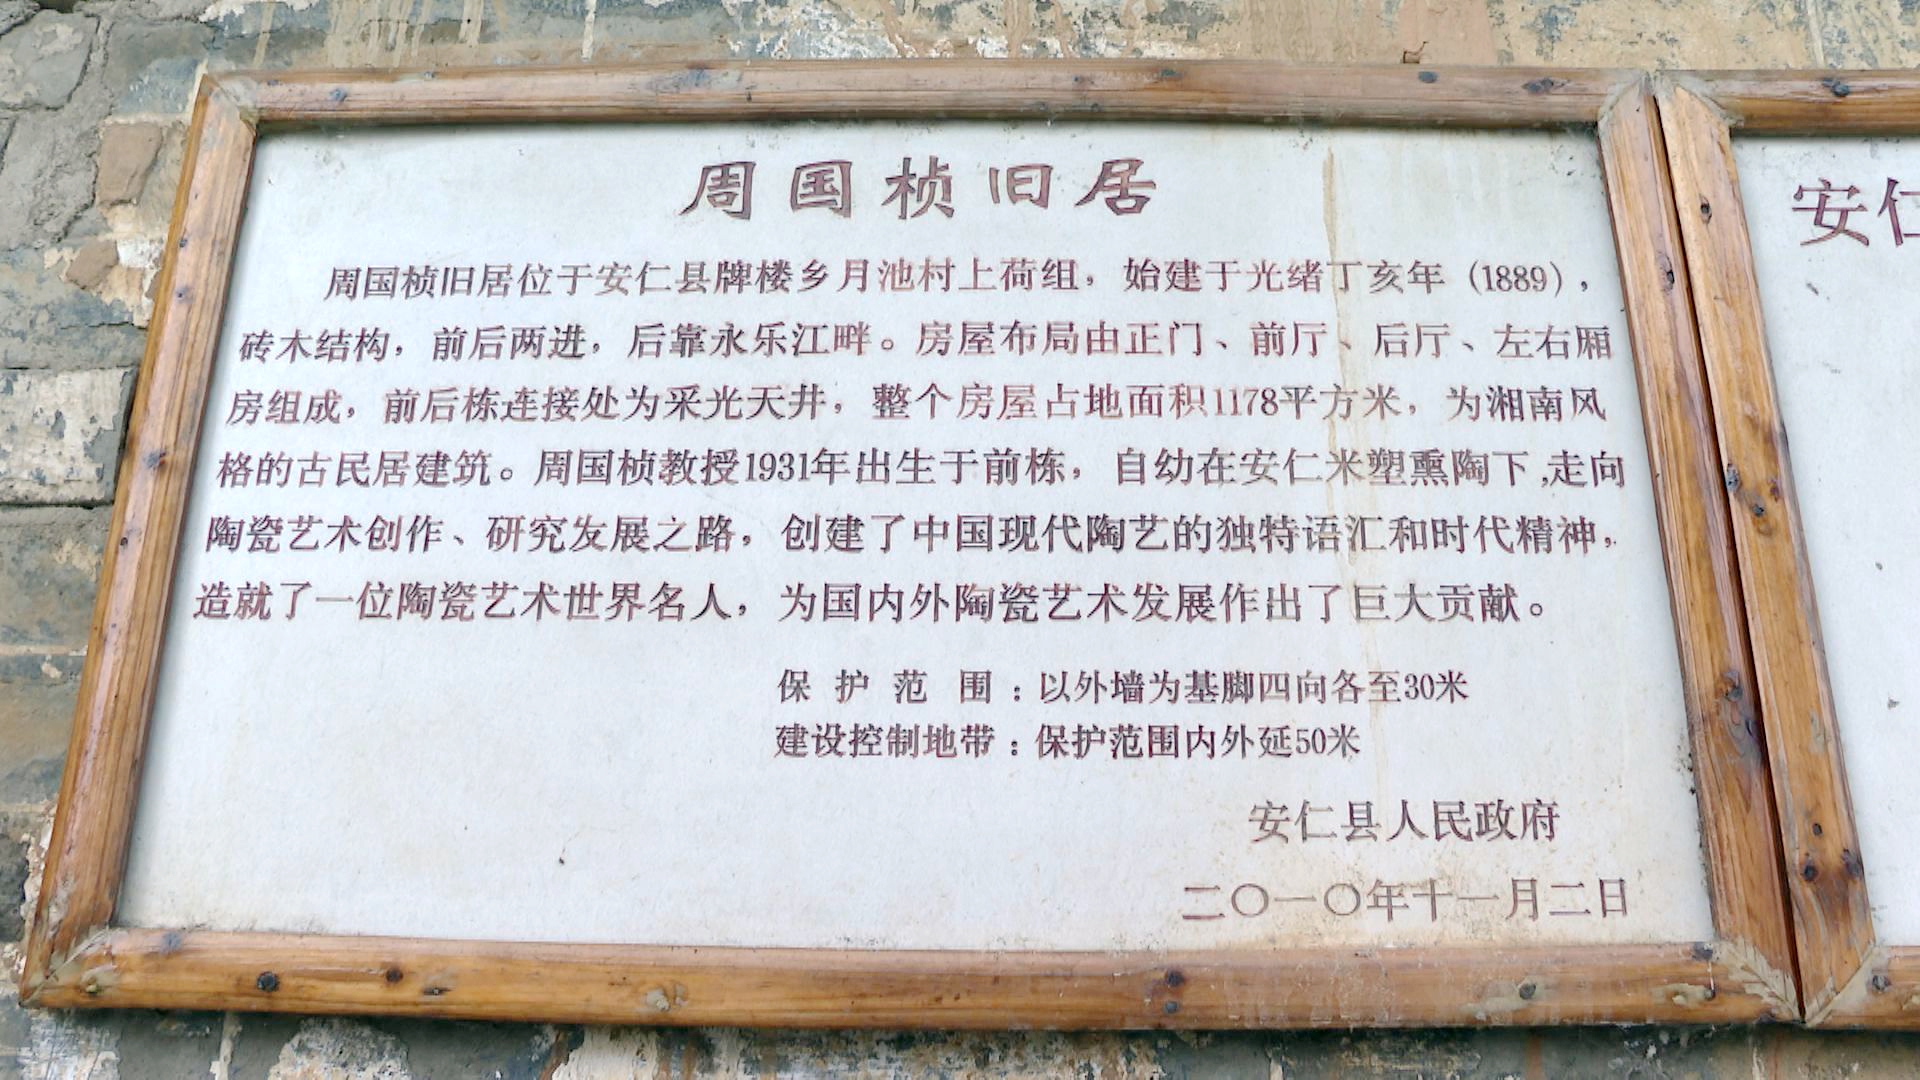 周国桢旧居
周国桢旧居位于安仁县牌楼乡月池村上荷组，始建于光绪丁亥年（1889），
砖木结构，前后两进，后靠永乐江畔。房屋布局由正门、前厅、后厅、左右厢
房组成，前后栋连接处为采光天井，整个房屋占地面积1178平方米，为湘南风
格的古民居建筑。周国桢教授1931年出生于前栋，自幼在安仁米塑熏陶下,走向
陶瓷艺术创作、研究发展之路，创建了中国现代陶艺的独特语汇和时代精神，
造就了一位陶瓷艺术世界名人，为国内外陶瓷艺术发展作出了巨大贡献。
保护范围：以外墙为基脚四向各至30米
建设控制地带：保护范围内外延50米
安仁县人民政府
二〇一〇年十一月二日
安仁